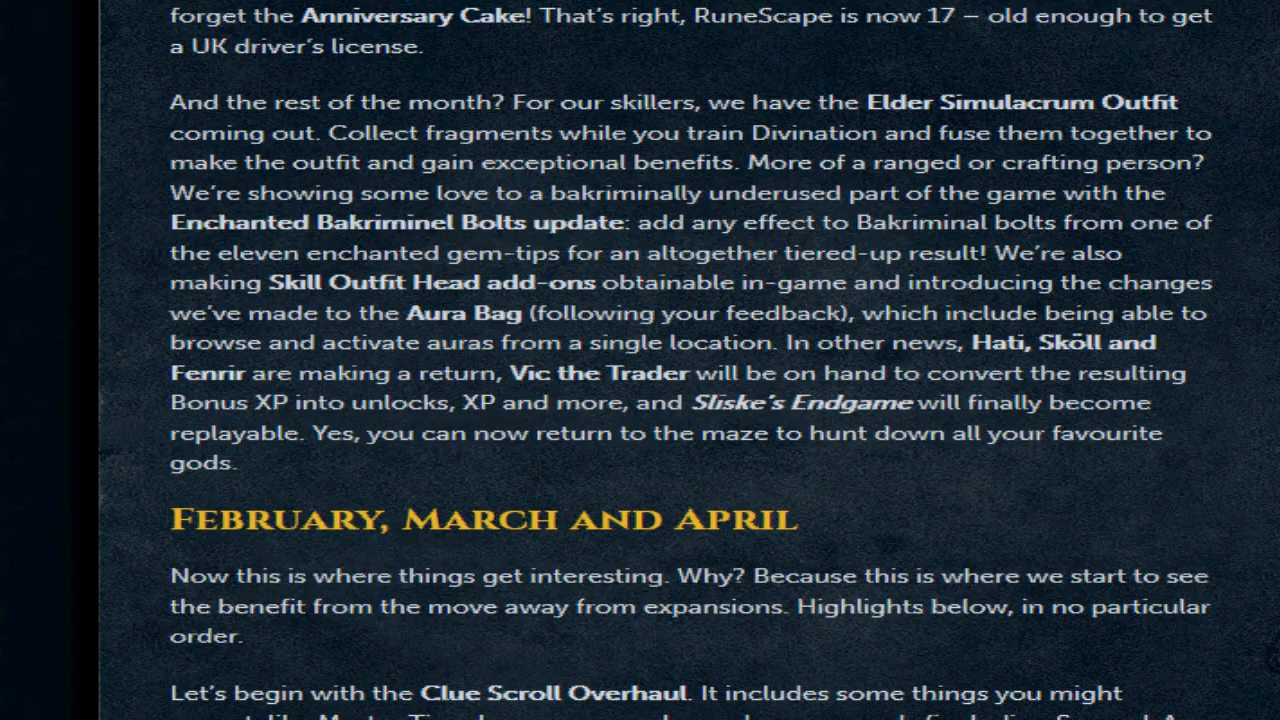 forget the Anniversary Cake! That's right, RuneScape is now 17 – old enough to get
a UK driver's license.
And the rest of the month? For our skillers, we have the Elder Simulacrum Outfit
coming out. Collect fragments while you train Divination and fuse them together to
make the outfit and gain exceptional benefits. More of a ranged or crafting person?
We're showing some love to a bakriminally underused part of the game with the
Enchanted Bakriminel Bolts update: add any effect to Bakriminal bolts from one of
the eleven enchanted gem-tips for an altogether tiered-up result! We're also
making Skill Outfit Head add-ons obtainable in-game and introducing the changes
we've made to the Aura Bag (following your feedback), which include being able to
browse and activate auras from a single location. In other news, Hati, Sköll and
Fenrir are making a return, Vic the Trader will be on hand to convert the resulting
Bonus XP into unlocks, XP and more, and Sliske's Endgame will finally become
replayable. Yes, you can now return to the maze to hunt down all your favourite
gods.
February, March and April
Now this is where things get interesting. Why? Because this is where we start to see
the benefit from the move away from expansions. Highlights below, in no particular
order.
Let's begin with the Clue Scroll Overhaul. It includes some things you might